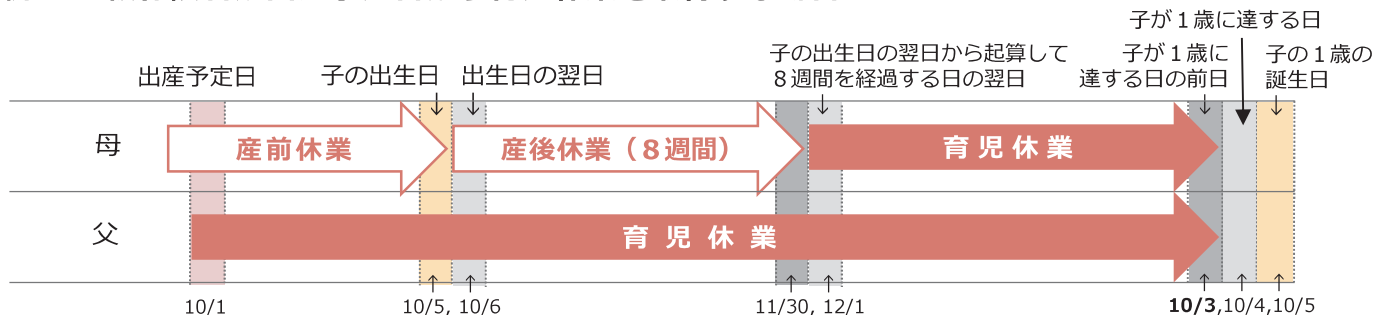 子が１歳に達する日
出産予定日
子の出生日
出生日の翌日
子の出生日の翌日から起算して
８週間を経過する日の翌日
子が１歳に
達する日の前日
子の１歳の
誕生日
母
産前休業
産後休業（８週間）
育児休業
父
育児休業
10/1
10/5, 10/6
11/30, 12/1
10/3,10/4,10/5